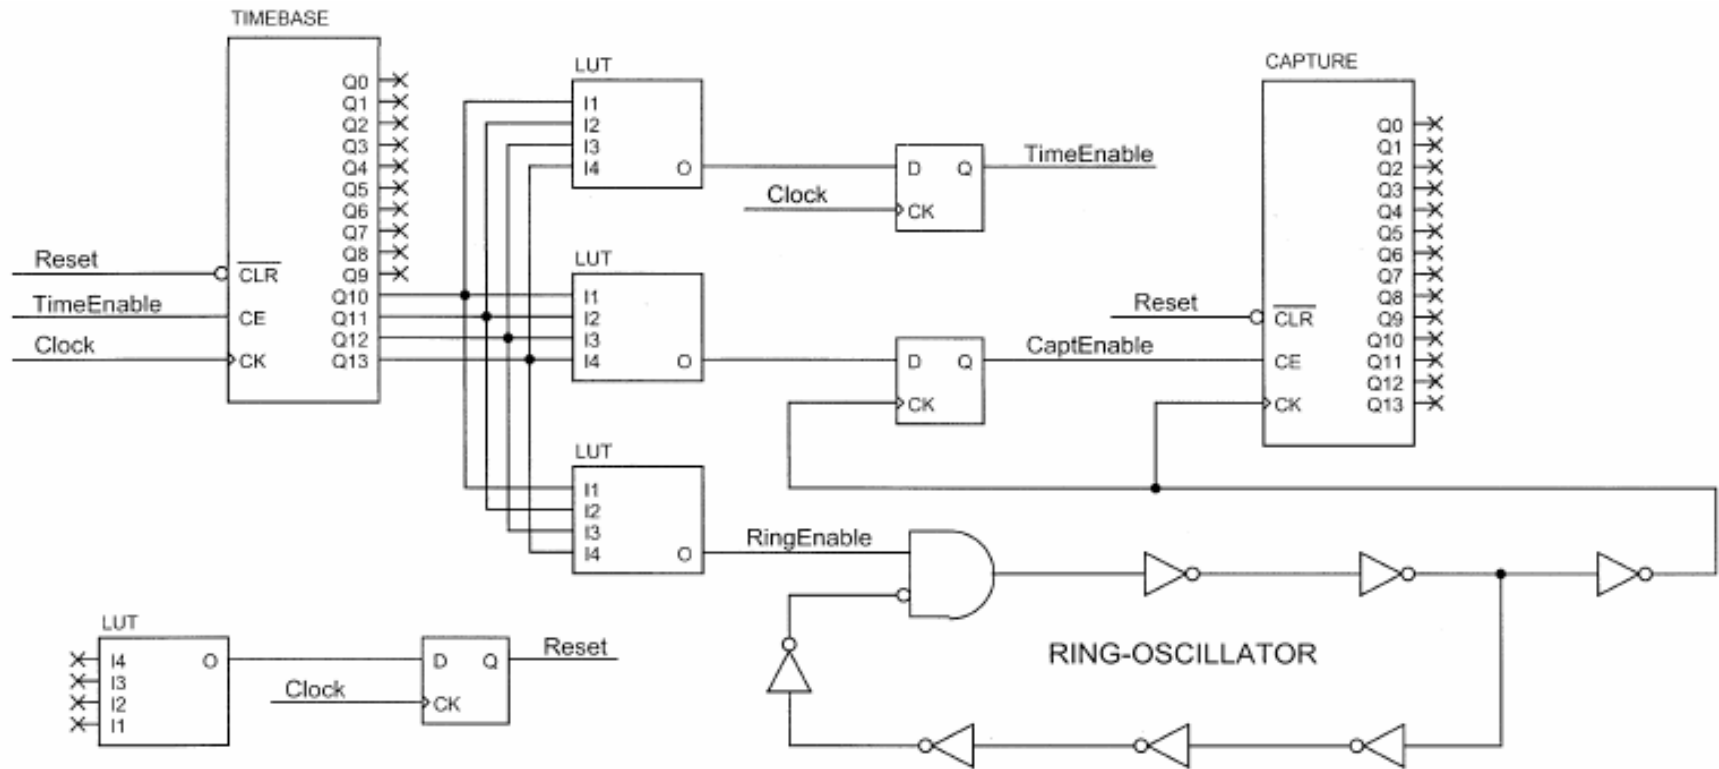 TIMEBASE
Q0
Q1
Q2
Q3
Q4
Q5
Q6
Q7
Q8
Q9
Q10
Q11
Q12
Q13
Reset
CLR
TimeEnable
CE
Clock
CK
LUT
I1
I2
I3
I4
O
D
Q
CK
Clock
TimeEnable
LUT
I1
I2
I3
I4
O
D
Q
CK
CaptEnable
LUT
I1
I2
I3
I4
O
RingEnable
CAPTURE
Q0
Q1
Q2
Q3
Q4
Q5
Q6
Q7
Q8
Q9
Q10
Q11
Q12
Q13
Reset
CLR
CE
CK
RING-OSCILLATOR
LUT
I4
I3
I2
I1
O
D
Q
CK
Clock
Reset